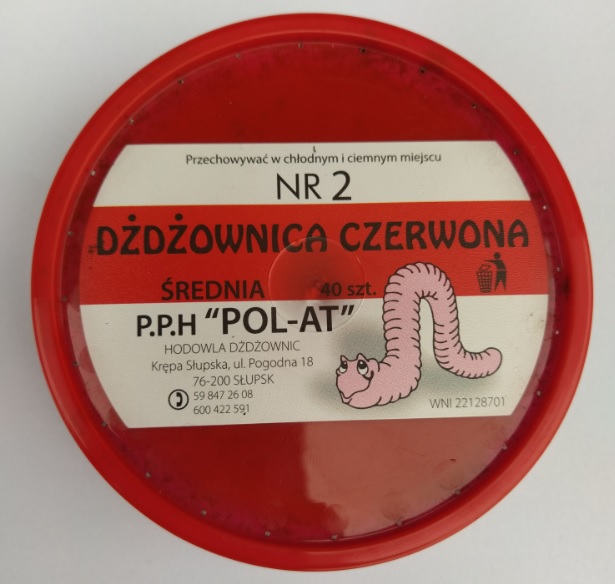 Przechowywać w chłodnym i ciemnym miejscu
NR 2
DŻDŻOWNICA CZERWONA
ŚREDNIA 40 szt.
P.P.H "POL-AT"
HODOWLA DŻDŻOWNIC
Krępa Słupska, ul. Pogodna 18
76-200 SŁUPSK
59 847 26 08
600 422 591
WNI 22128701